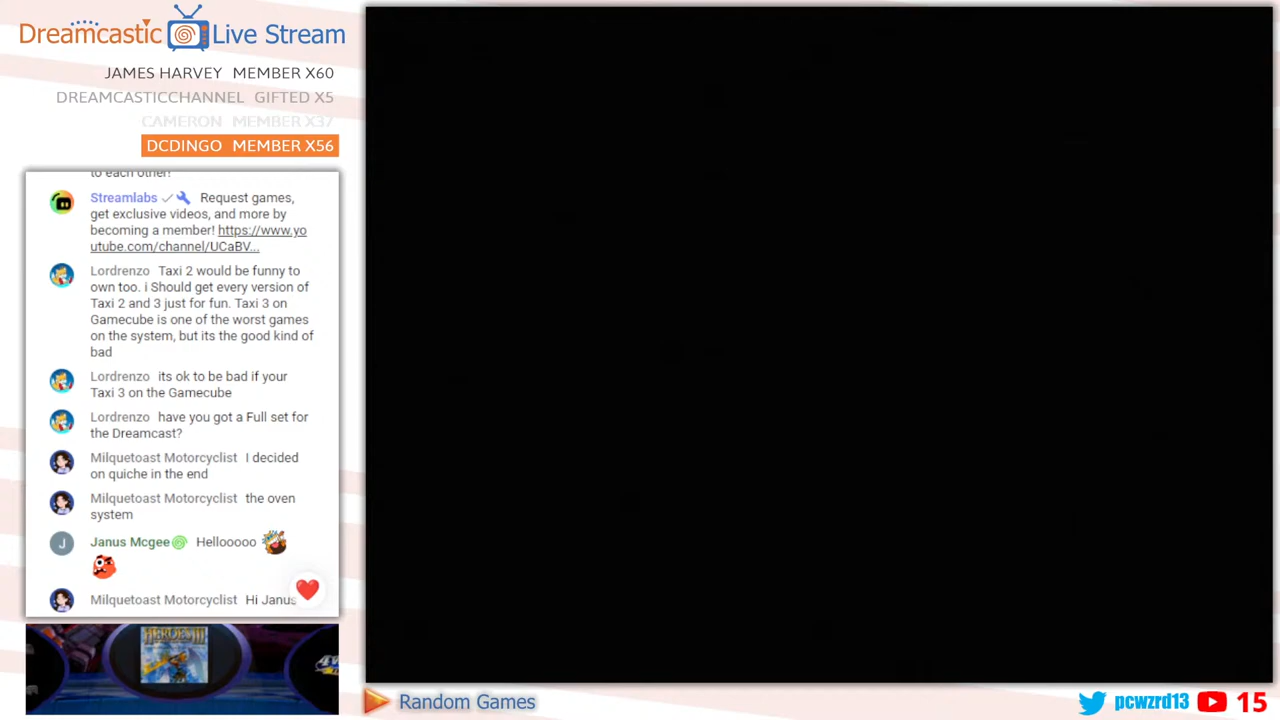 Dreamcastic Live Stream
JAMES HARVEY MEMBER X60
DREAMCASTICCHANNEL GIFTED X5
CAMERON MEMBER X37
DCDINGO MEMBER X56
to each other!
Streamlabs Request games,
get exclusive videos, and more by
becoming a member! https://www.yo
utube.com/channel/UCaBV...
Lordrenzo Taxi 2 would be funny to
own too. i Should get every version of
Taxi 2 and 3 just for fun. Taxi 3 on
Gamecube is one of the worst games
on the system, but its the good kind of
bad
Lordrenzo its ok to be bad if your
Taxi 3 on the Gamecube
Lordrenzo have you got a Full set for
the Dreamcast?
Milquetoast Motorcyclist I decided
on quiche in the end
Milquetoast Motorcyclist the oven
system
J
Janus Mcgee Hellooooo
Milquetoast Motorcyclist Hi Janus
HEROES III
Random Games
pcwzrd13 15